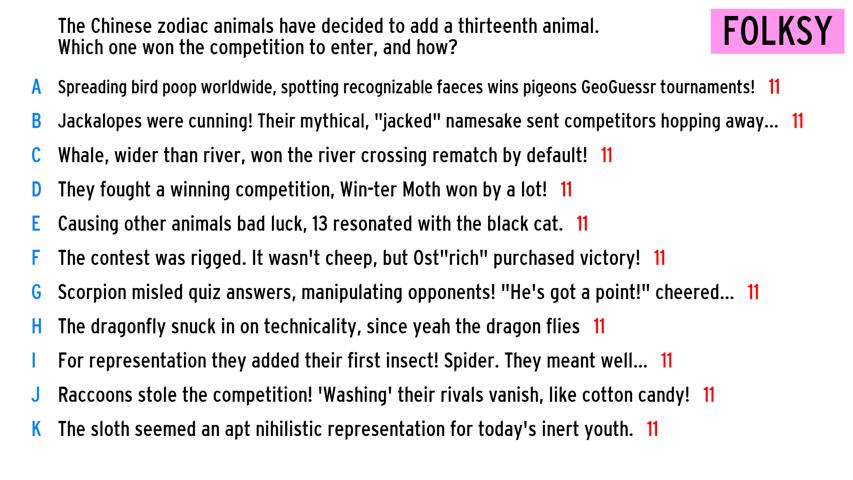 The Chinese zodiac animals have decided to add a thirteenth animal.
Which one won the competition to enter, and how?
FOLKSY
A Spreading bird poop worldwide, spotting recognizable faeces wins pigeons GeoGuessr tournaments! 11
B Jackalopes were cunning! Their mythical, "jacked" namesake sent competitors hopping away... 11
C Whale, wider than river, won the river crossing rematch by default! 11
D They fought a winning competition, Win-ter Moth won by a lot! 11
E Causing other animals bad luck, 13 resonated with the black cat. 11
F The contest was rigged. It wasn't cheep, but Ost"rich" purchased victory! 11
G Scorpion misled quiz answers, manipulating opponents! "He's got a point!" cheered... 11
H The dragonfly snuck in on technicality, since yeah the dragon flies 11
I For representation they added their first insect! Spider. They meant well... 11
J Raccoons stole the competition! 'Washing' their rivals vanish, like cotton candy! 11
K The sloth seemed an apt nihilistic representation for today's inert youth. 11